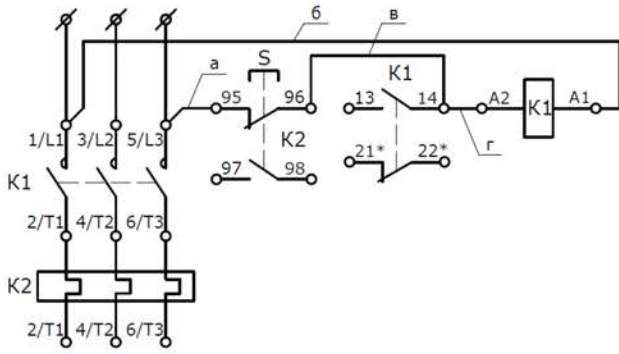 б
в
а
S
K1
95
96
13
14
A2
K1
A1
1/L1
3/L2
5/L3
K2
г
97
98
21*
22*
K1
2/T1
4/T2
6/T3
K2
2/T1
4/T2
6/T3